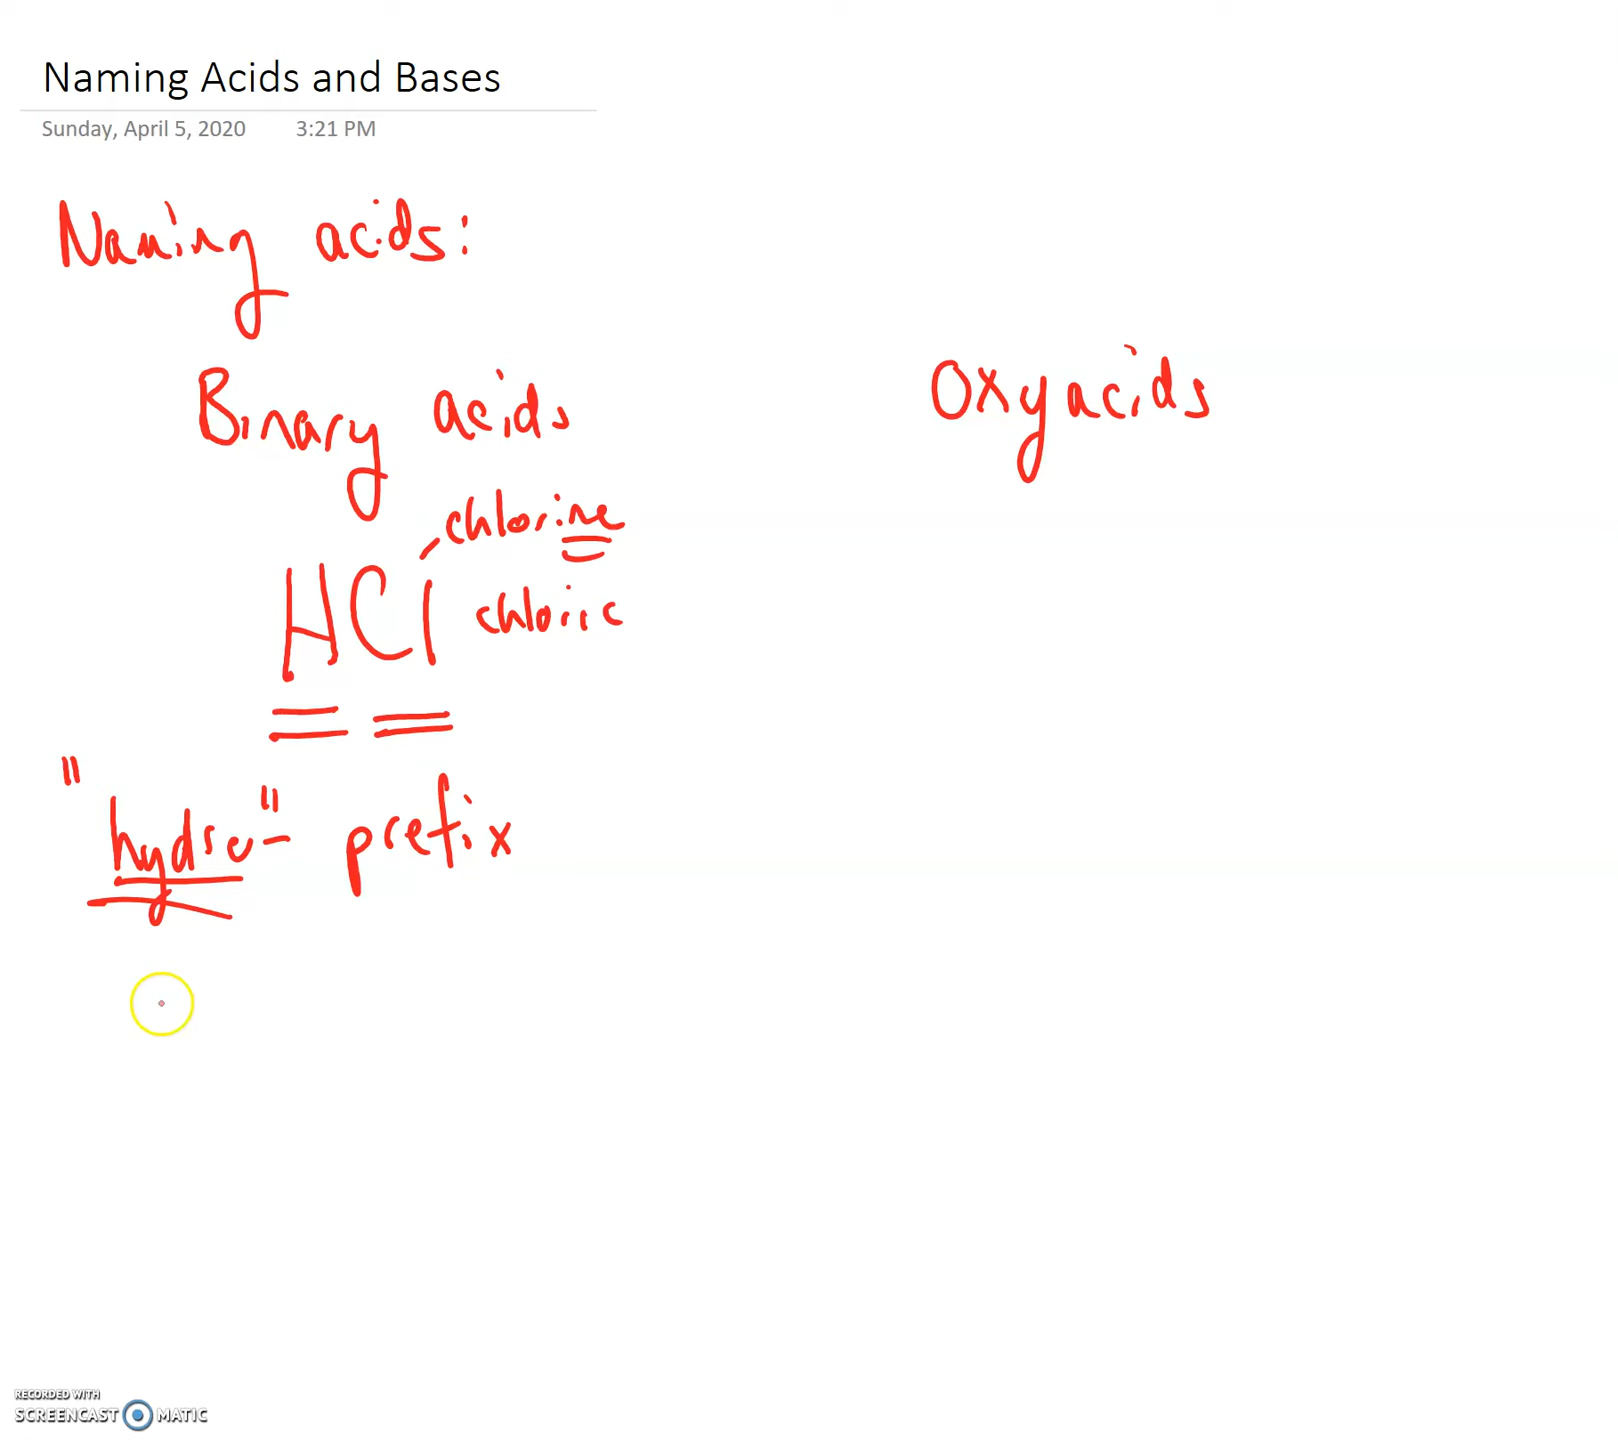 Naming Acids and Bases
Sunday, April 5, 2020 3:21 PM
Naming acids:
Binary acids
Oxyacids
chlorine
HCl chloric
"hydro-" prefix
RECORDED WITH
SCREENCAST MATIC